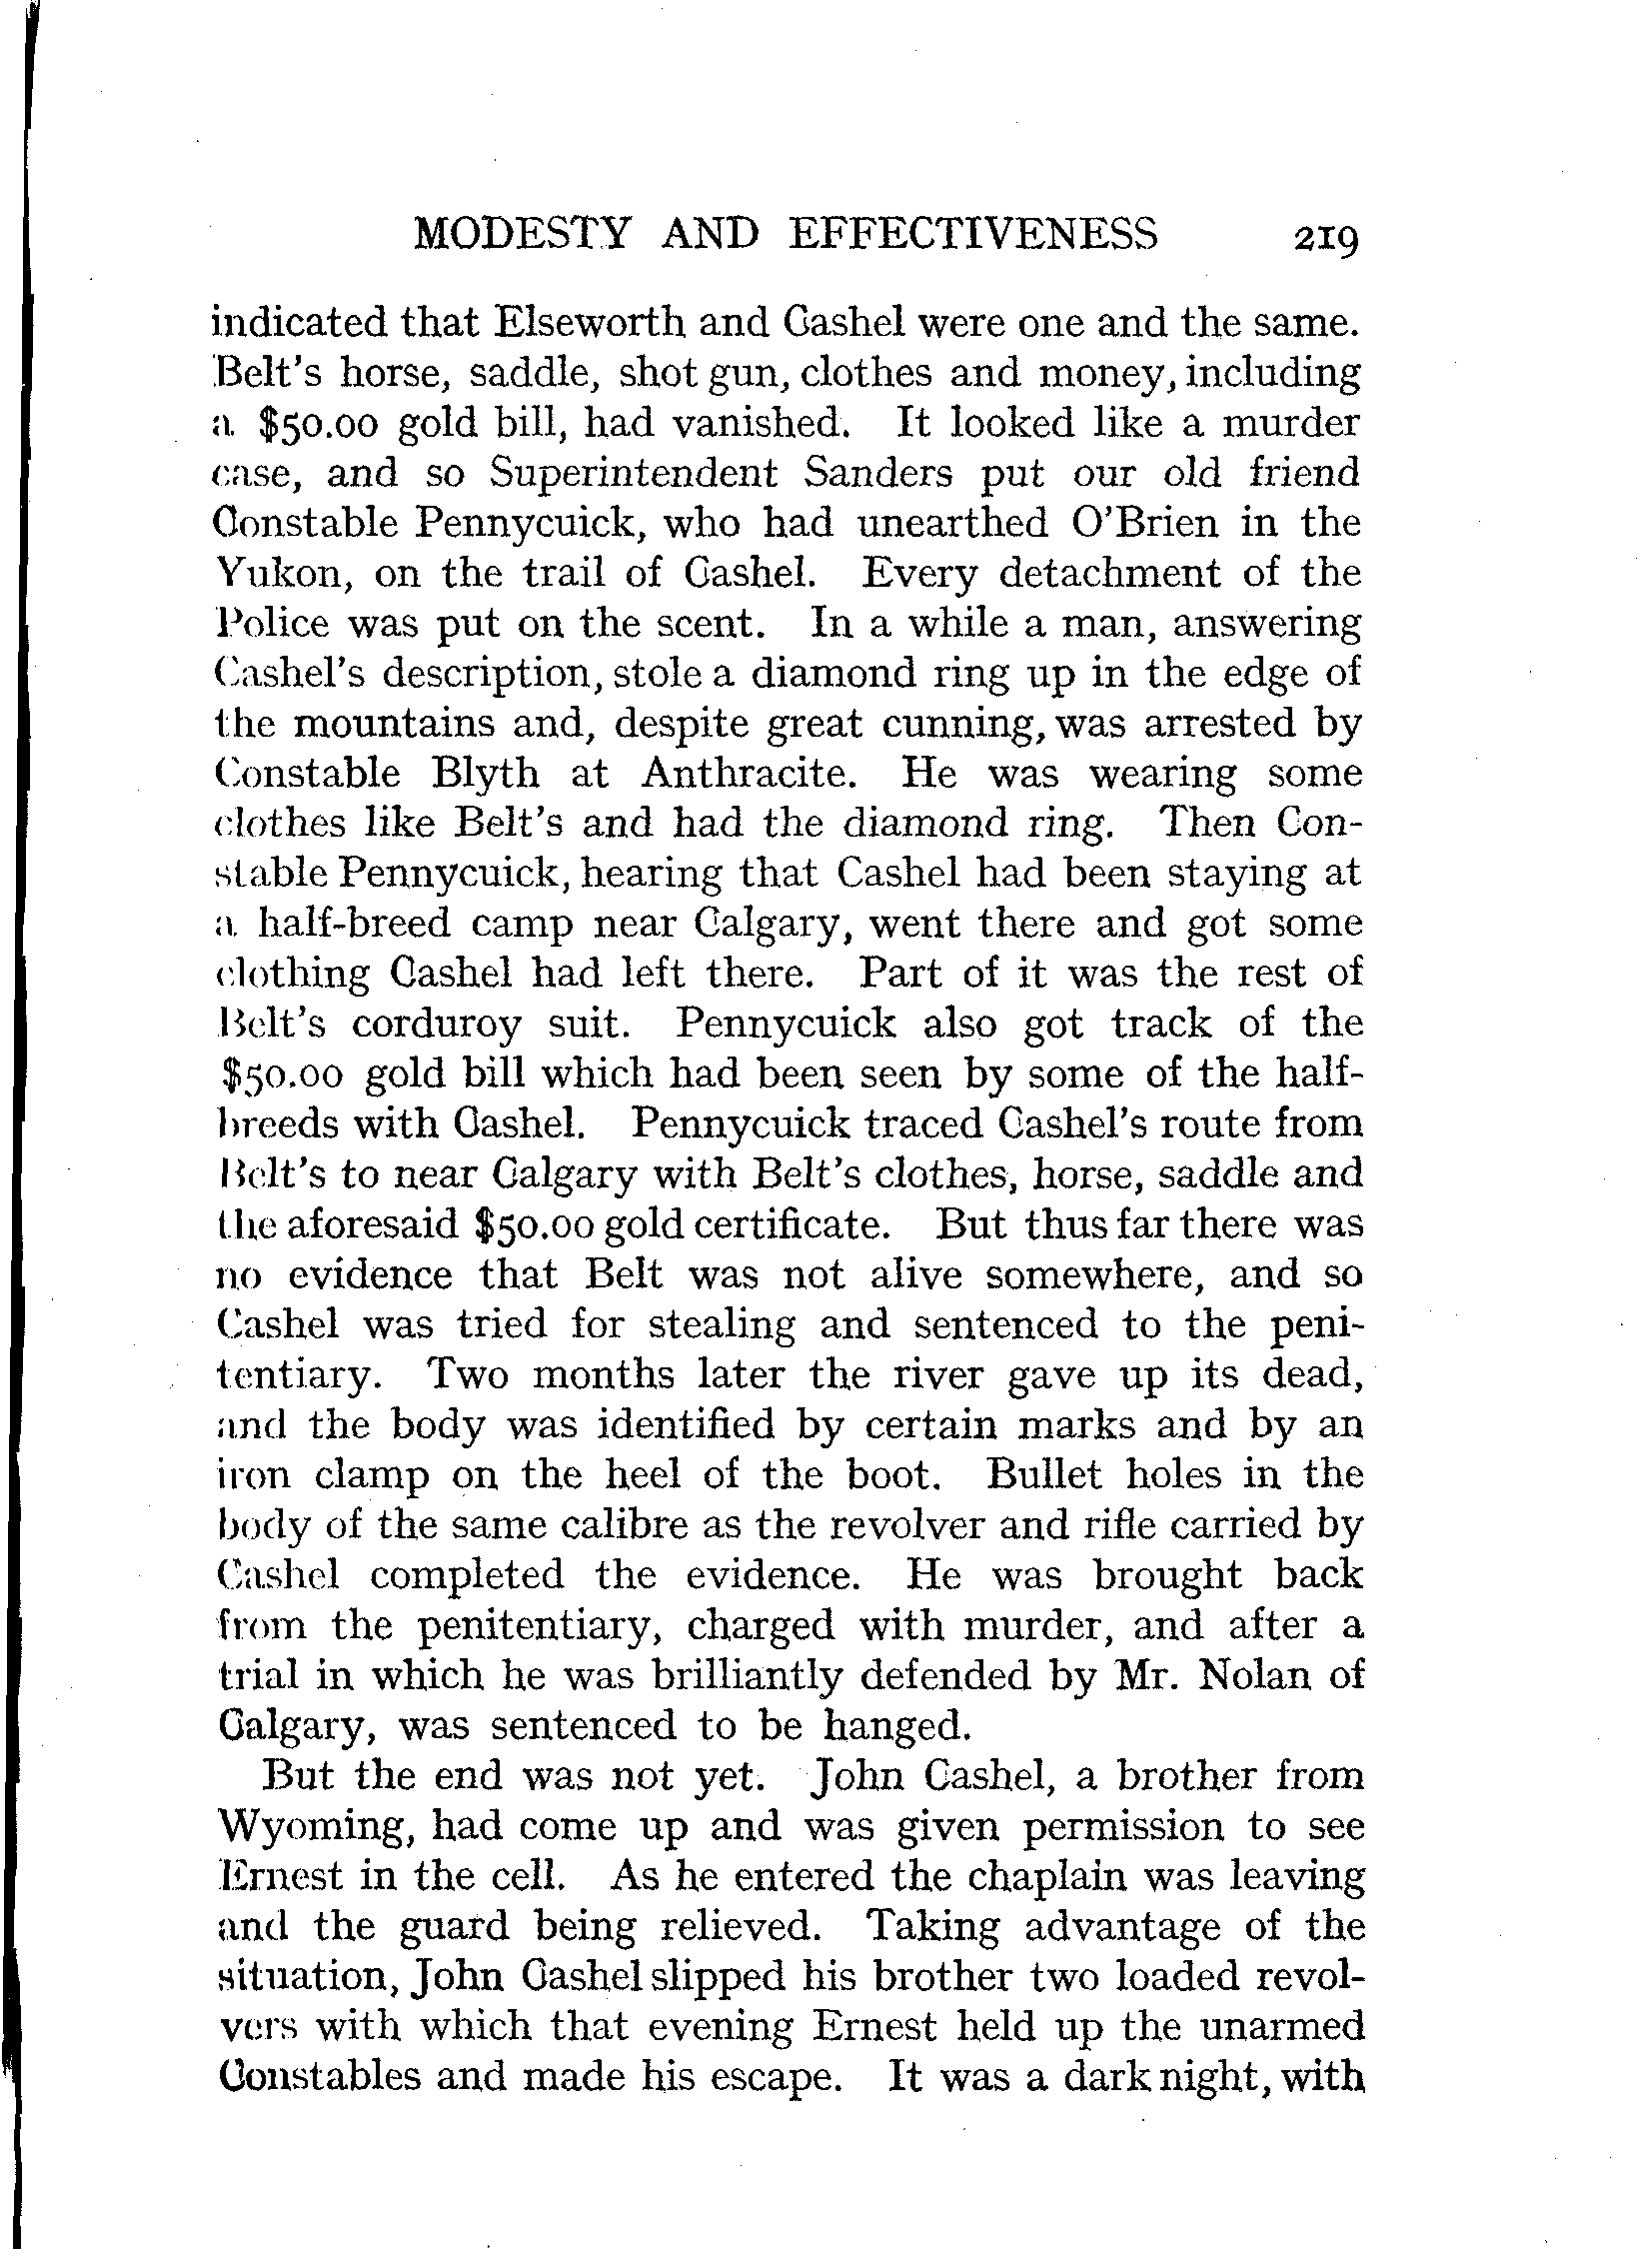 MODESTY AND EFFECTIVENESS 219
indicated that Elseworth and Cashel were one and the same.
Belt's horse, saddle, shot gun, clothes and money, including
a $50.00 gold bill, had vanished. It looked like a murder
case, and so Superintendent Sanders put our old friend
Constable Pennycuick, who had unearthed O'Brien in the
Yukon, on the trail of Cashel. Every detachment of the
Police was put on the scent. In a while a man, answering
Cashel's description, stole a diamond ring up in the edge of
the mountains and, despite great cunning, was arrested by
Constable Blyth at Anthracite. He was wearing some
clothes like Belt's and had the diamond ring. Then Con-
stable Pennycuick, hearing that Cashel had been staying at
a half-breed camp near Calgary, went there and got some
clothing Cashel had left there. Part of it was the rest of
Belt's corduroy suit. Pennycuick also got track of the
$50.00 gold bill which had been seen by some of the half-
breeds with Cashel. Pennycuick traced Cashel's route from
Belt's to near Calgary with Belt's clothes, horse, saddle and
the aforesaid $50.00 gold certificate. But thus far there was
no evidence that Belt was not alive somewhere, and so
Cashel was tried for stealing and sentenced to the peni-
tentiary. Two months later the river gave up its dead,
and the body was identified by certain marks and by an
iron clamp on the heel of the boot. Bullet holes in the
body of the same calibre as the revolver and rifle carried by
Cashel completed the evidence. He was brought back
from the penitentiary, charged with murder, and after a
trial in which he was brilliantly defended by Mr. Nolan of
Calgary, was sentenced to be hanged.
But the end was not yet. John Cashel, a brother from
Wyoming, had come up and was given permission to see
Ernest in the cell. As he entered the chaplain was leaving
and the guard being relieved. Taking advantage of the
situation, John Cashel slipped his brother two loaded revol-
vers with which that evening Ernest held up the unarmed
Constables and made his escape. It was a dark night, with